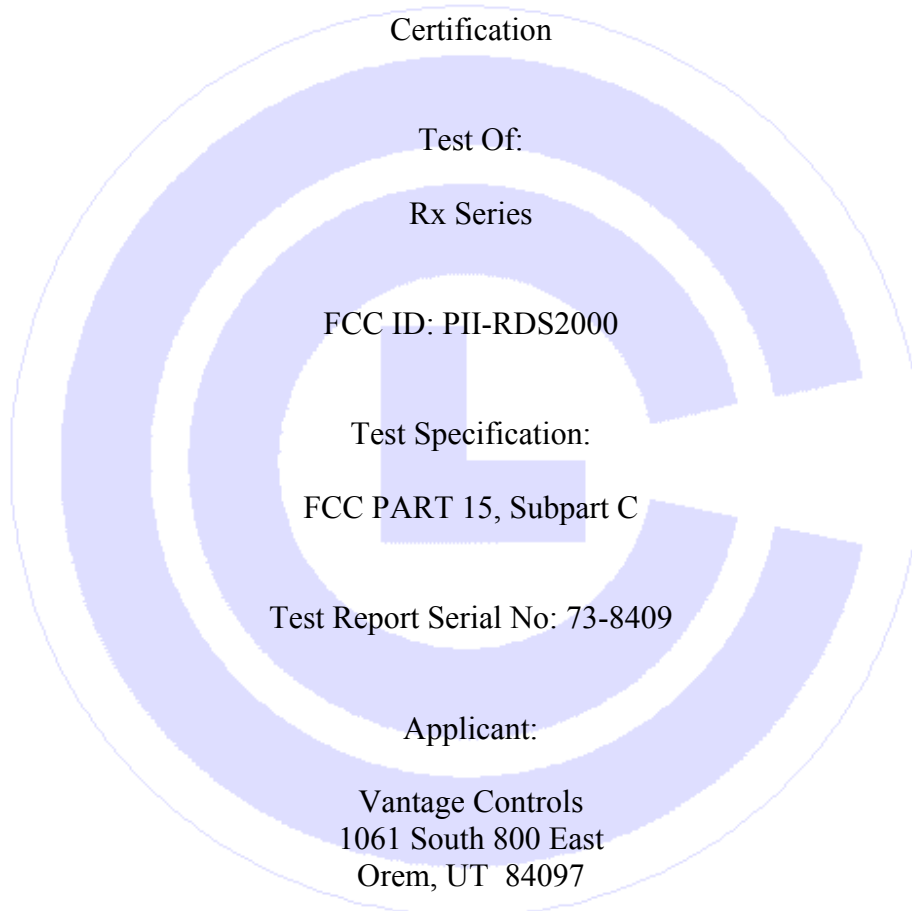 Certification
Test Of:
Rx Series
FCC ID: PII-RDS2000
Test Specification:
FCC PART 15, Subpart C
Test Report Serial No: 73-8409
Applicant:
Vantage Controls
1061 South 800 East
Orem, UT  84097